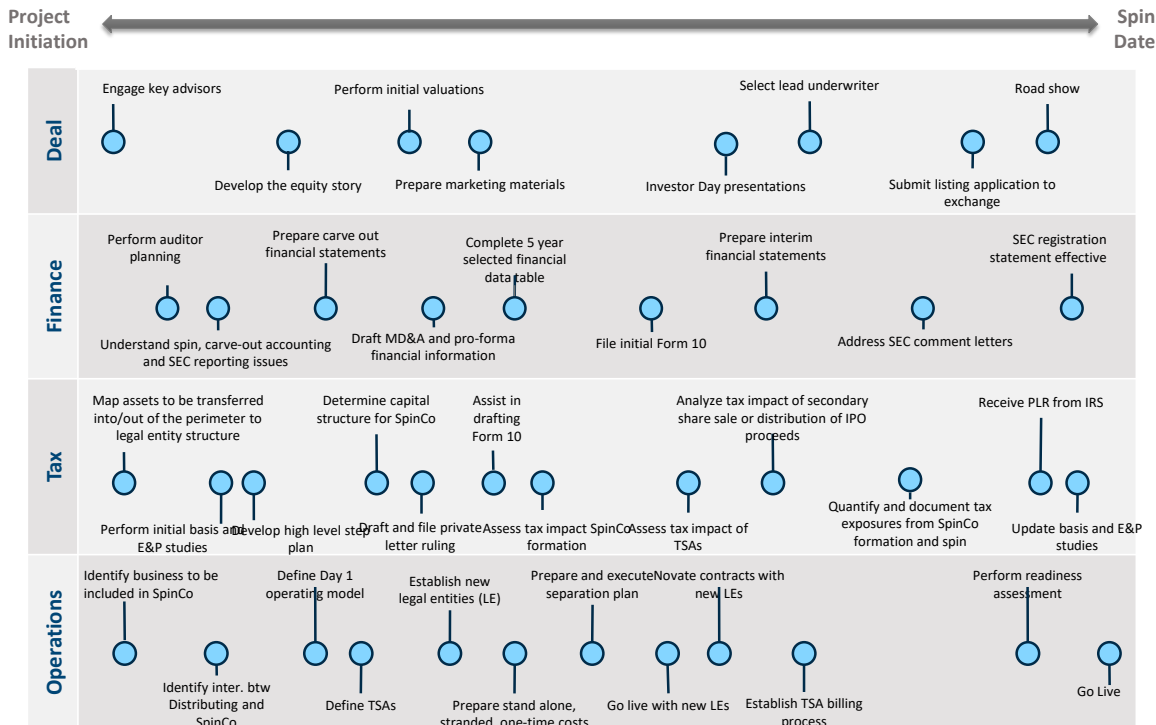 Project
Initiation
Spin
Date
Deal
Engage key advisors
Develop the equity story
Perform initial valuations
Prepare marketing materials
Investor Day presentations
Select lead underwriter
Submit listing application to
exchange
Road show
Finance
Perform auditor
planning
Understand spin, carve-out accounting
and SEC reporting issues
Prepare carve out
financial statements
Draft MD&A and pro-forma
financial information
Complete 5 year
selected financial
data table
File initial Form 10
Prepare interim
financial statements
Address SEC comment letters
SEC registration
statement effective
Tax
Map assets to be transferred
into/out of the perimeter to
legal entity structure
Perform initial basis and
E&P studies
Develop high level step
plan
Determine capital
structure for SpinCo
Draft and file private
letter ruling
Assist in
drafting
Form 10
Assess tax impact SpinCo
formation
Assess tax impact of
TSAs
Analyze tax impact of secondary
share sale or distribution of IPO
proceeds
Quantify and document tax
exposures from SpinCo
formation and spin
Receive PLR from IRS
Update basis and E&P
studies
Operations
Identify business to be
included in SpinCo
Identify inter. btw
Distributing and
SpinCo
Define Day 1
operating model
Define TSAs
Establish new
legal entities (LE)
Prepare stand alone,
stranded, one-time costs
Prepare and execute
separation plan
Go live with new LEs
Novate contracts with
new LEs
Establish TSA billing
process
Perform readiness
assessment
Go Live